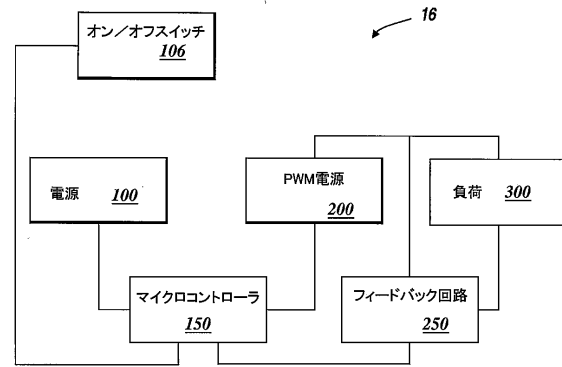 16
オン／オフスイッチ
106
電源 100
PWM電源
200
負荷 300
マイクロコントローラ
150
フィードバック回路
250